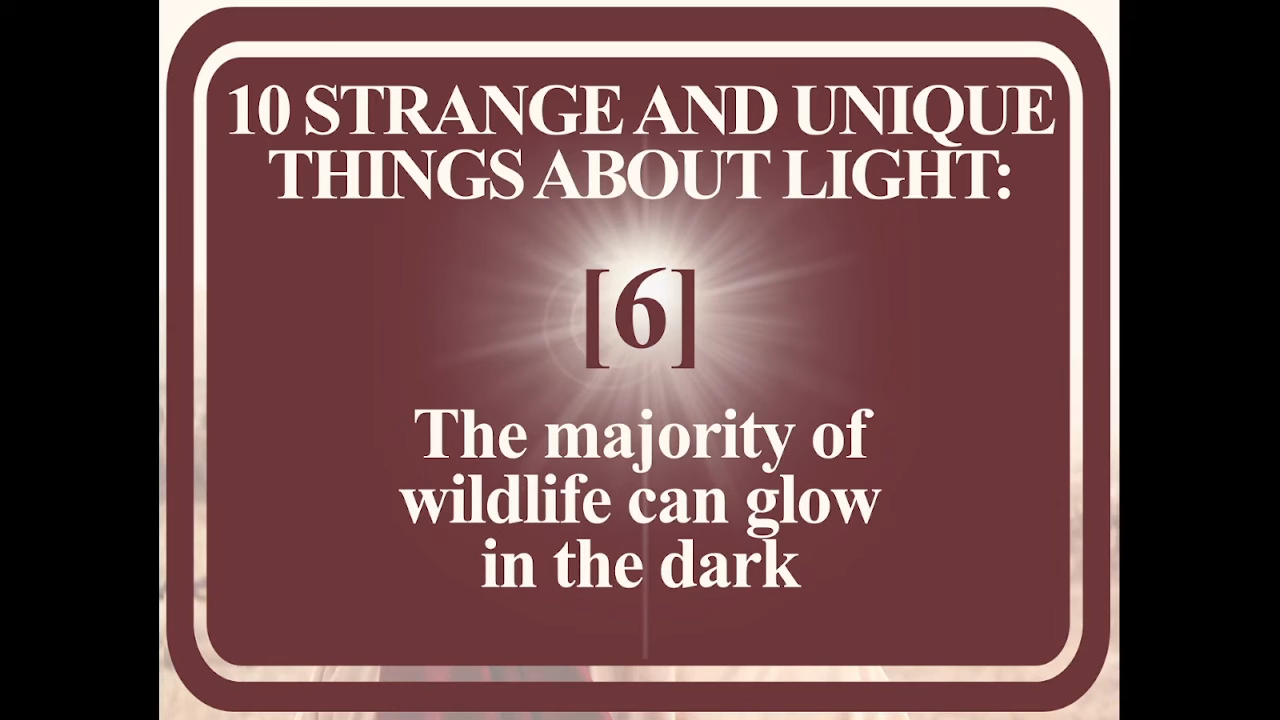 10 STRANGE AND UNIQUE
THINGS ABOUT LIGHT:
[6]
The majority of
wildlife can glow
in the dark